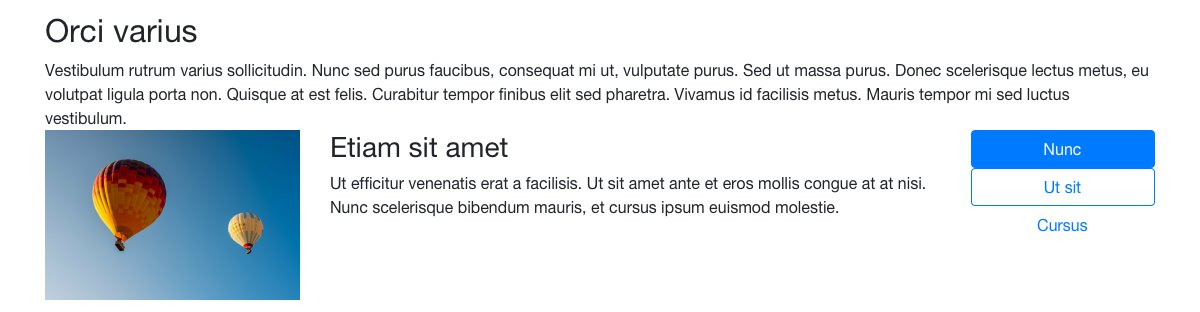 Orci varius
Vestibulum rutrum varius sollicitudin. Nunc sed purus faucibus, consequat mi ut, vulputate purus. Sed ut massa purus. Donec scelerisque lectus metus, eu
volutpat ligula porta non. Quisque at est felis. Curabitur tempor finibus elit sed pharetra. Vivamus id facilisis metus. Mauris tempor mi sed luctus
vestibulum.
Etiam sit amet
Ut efficitur venenatis erat a facilisis. Ut sit amet ante et eros mollis congue at at nisi.
Nunc scelerisque bibendum mauris, et cursus ipsum euismod molestie.
Nunc
Ut sit
Cursus